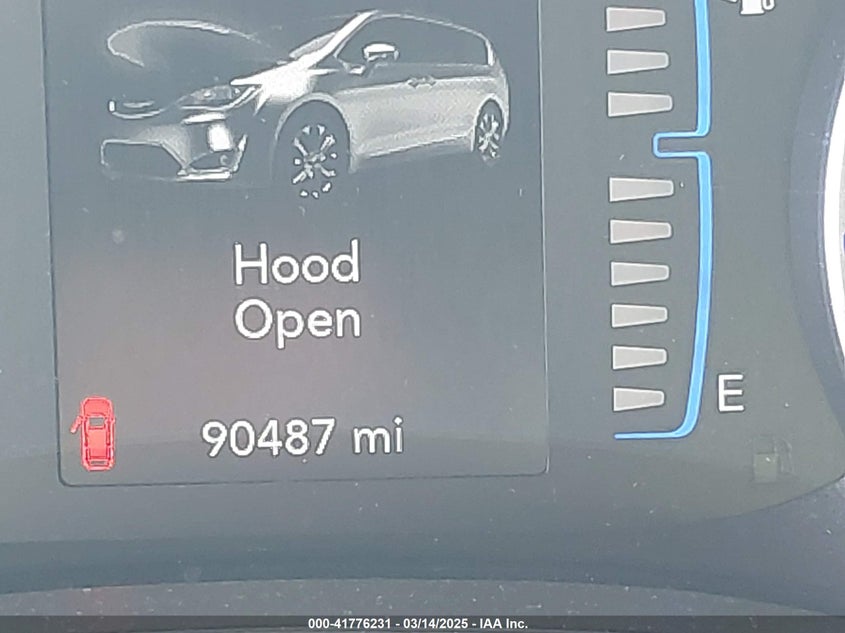 Hood
Open
E
90487 mi
000-41776231 - 03/14/2025 - IAA Inc.